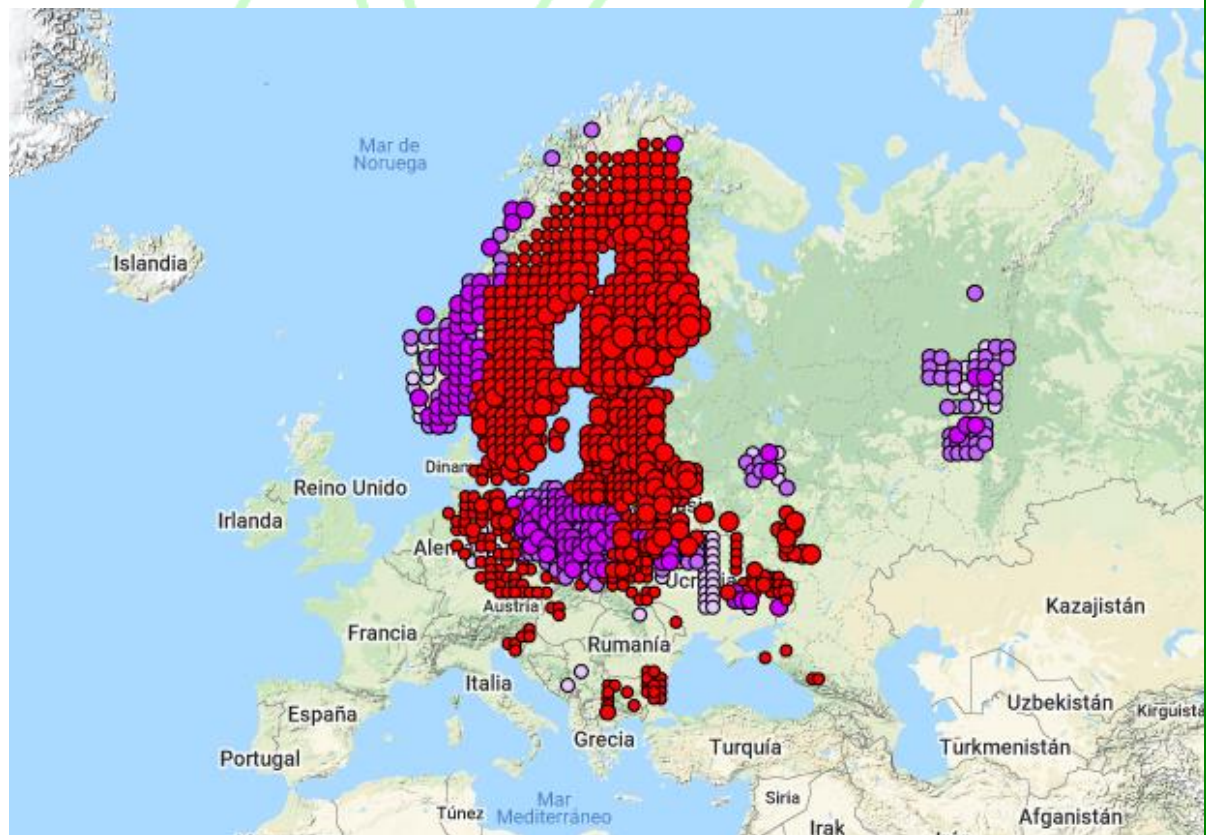 Mar de
Noruega
Islandia
Dinam
Reino Unido
Irlanda
Alem
Ucrania
Kazajistán
Austria
Francia
Rumanía
Italia
Uzbekistán
Kirguista
España
Grecia
Turquía
Turkmenistán
Portugal
Siria
Túnez
Mar
Mediterráneo
Afganistán
Irak